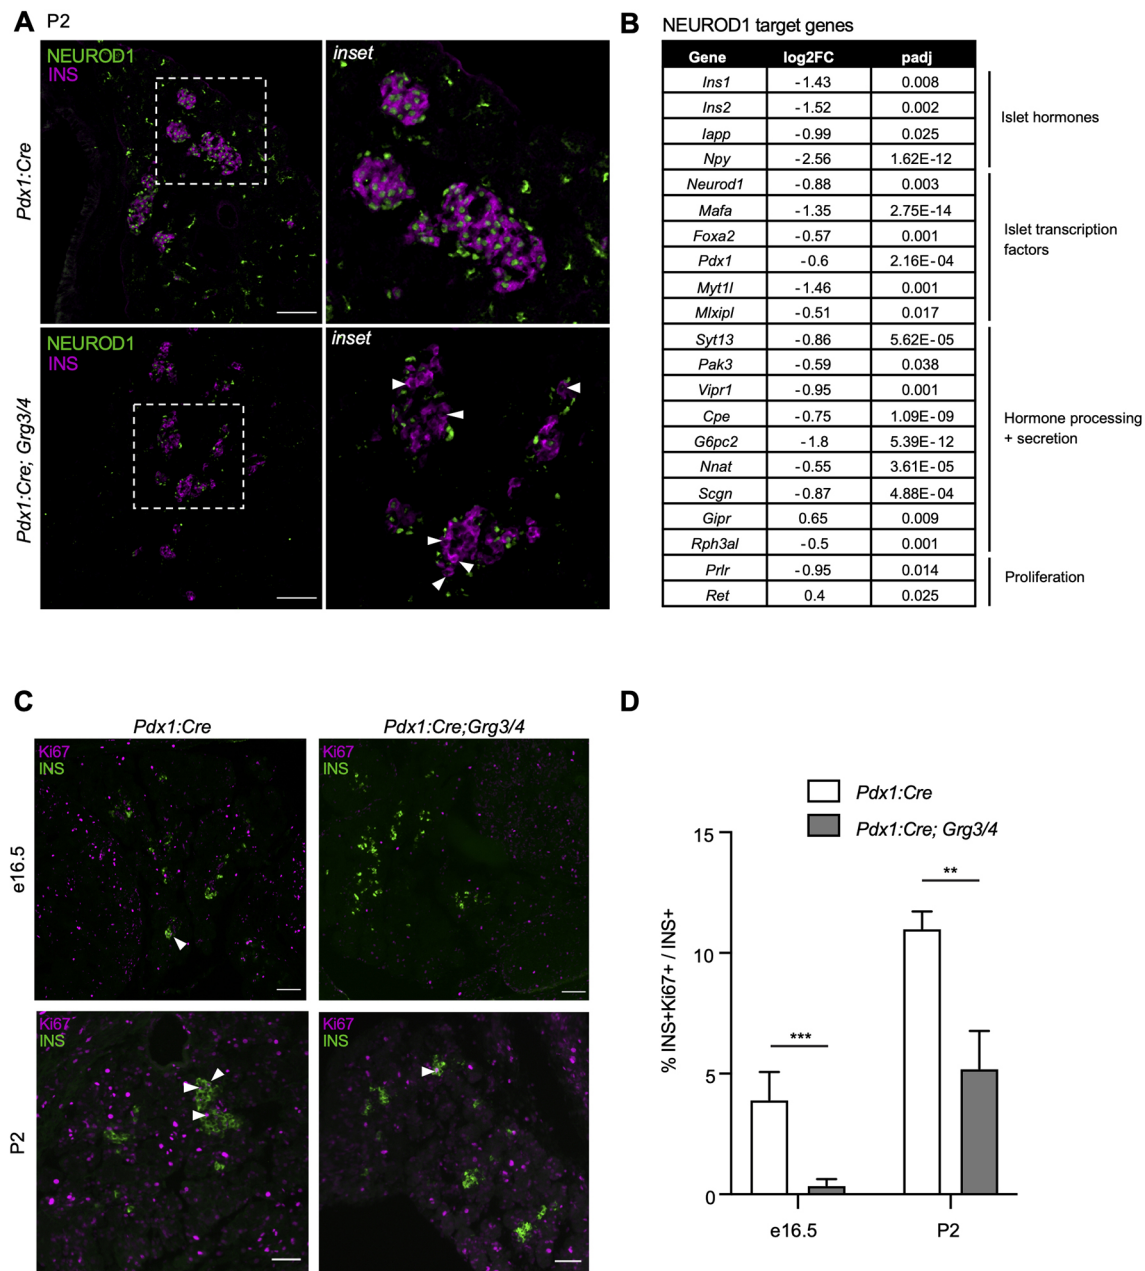 A P2
NEUROD1
INS
inset
Pdx1:Cre
NEUROD1
INS
inset
Pdx1:Cre; Grg3/4
B NEUROD1 target genes
Gene log2FC padj
Ins1 -1.43 0.008
Ins2 -1.52 0.002
Iapp -0.99 0.025
Npy -2.56 1.62E-12
Islet hormones
Neurod1 -0.88 0.003
Mafa -1.35 2.75E-14
Foxa2 -0.57 0.001
Pdx1 -0.6 2.16E-04
Myt1l -1.46 0.001
Mlxipl -0.51 0.017
Islet transcription
factors
Syt13 -0.86 5.62E-05
Pak3 -0.59 0.038
Vipr1 -0.95 0.001
Cpe -0.75 1.09E-09
G6pc2 -1.8 5.39E-12
Nnat -0.55 3.61E-05
Scgn -0.87 4.88E-04
Gipr 0.65 0.009
Rph3al -0.5 0.001
Hormone processing
+ secretion
Prlr -0.95 0.014
Ret 0.4 0.025
Proliferation
C
Pdx1:Cre
Pdx1:Cre;Grg3/4
e16.5
Ki67
INS
Ki67
INS
P2
Ki67
INS
Ki67
INS
D
Pdx1:Cre
Pdx1:Cre; Grg3/4
% INS+Ki67+ / INS+
15
10
5
0
***
**
e16.5
P2